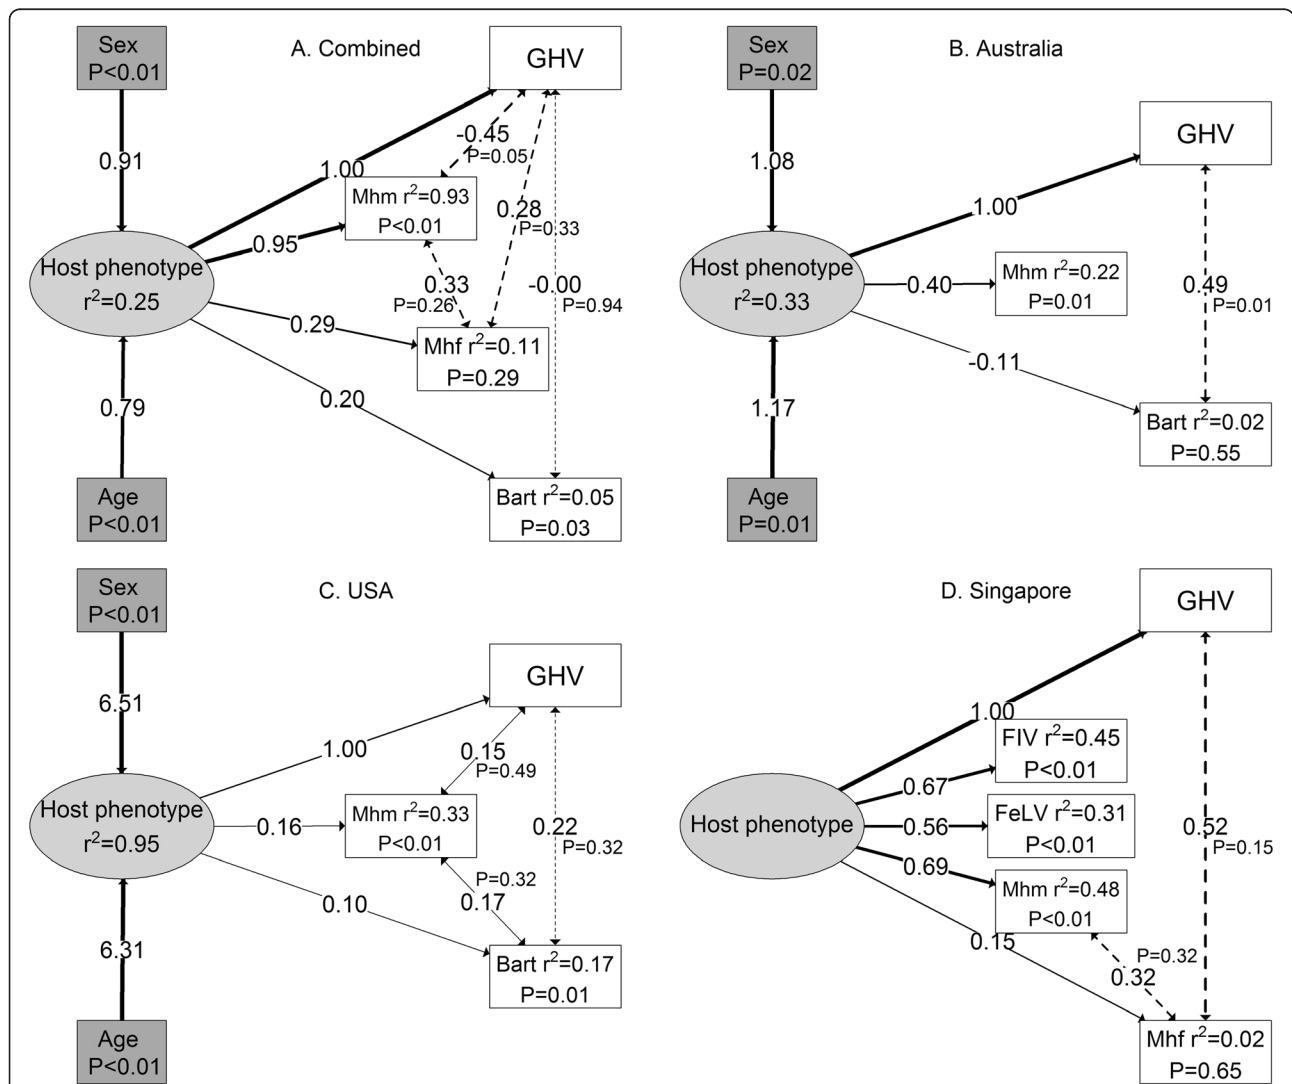 A. Combined
Sex
P<0.01
0.91
Host phenotype
r²=0.25
0.79
Age
P<0.01
GHV
1.00
-0.45
P=0.05
Mhm r²=0.93
P<0.01
0.95
0.28
P=0.33
0.33
P=0.26
-0.00
P=0.94
0.29
Mhf r²=0.11
P=0.29
0.20
Bart r²=0.05
P=0.03
B. Australia
Sex
P=0.02
1.08
Host phenotype
r²=0.33
1.17
Age
P=0.01
GHV
1.00
Mhm r²=0.22
P=0.01
0.40
0.49
P=0.01
-0.11
Bart r²=0.02
P=0.55
C. USA
Sex
P<0.01
6.51
Host phenotype
r²=0.95
6.31
Age
P<0.01
GHV
1.00
0.15
P=0.49
Mhm r²=0.33
P<0.01
0.16
0.22
P=0.32
P=0.32
0.17
0.10
Bart r²=0.17
P=0.01
D. Singapore
GHV
1.00
Host phenotype
FIV r²=0.45
P<0.01
0.67
FeLV r²=0.31
P<0.01
0.56
0.52
P=0.15
0.69
Mhm r²=0.48
P<0.01
0.15
P=0.32
0.32
Mhf r²=0.02
P=0.65